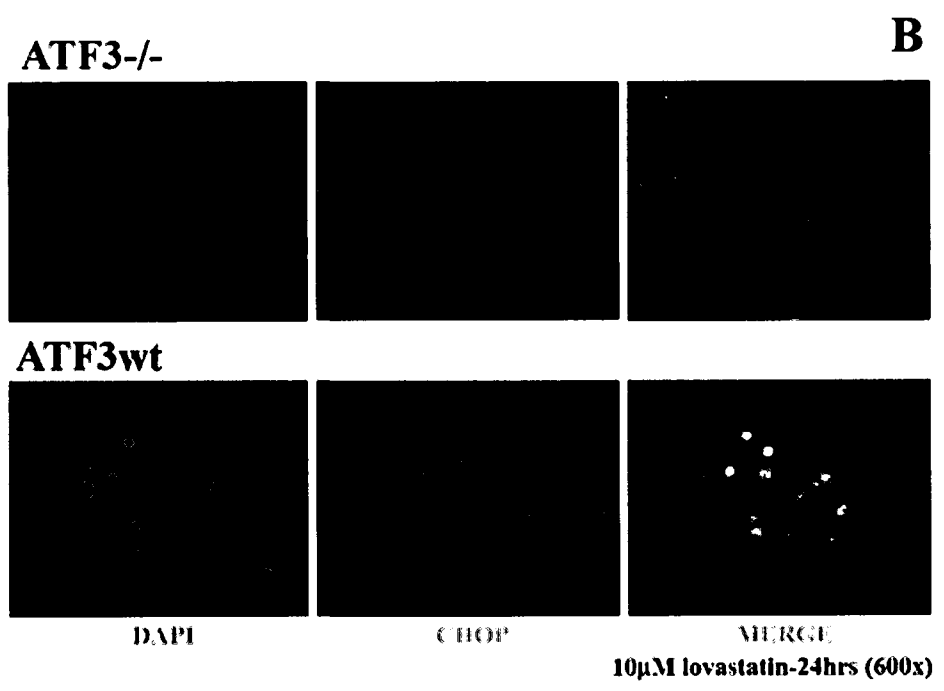 B
ATF3-/-
ATF3wt
DAPI CHOP MERGE
10µM lovastatin-24hrs (600x)